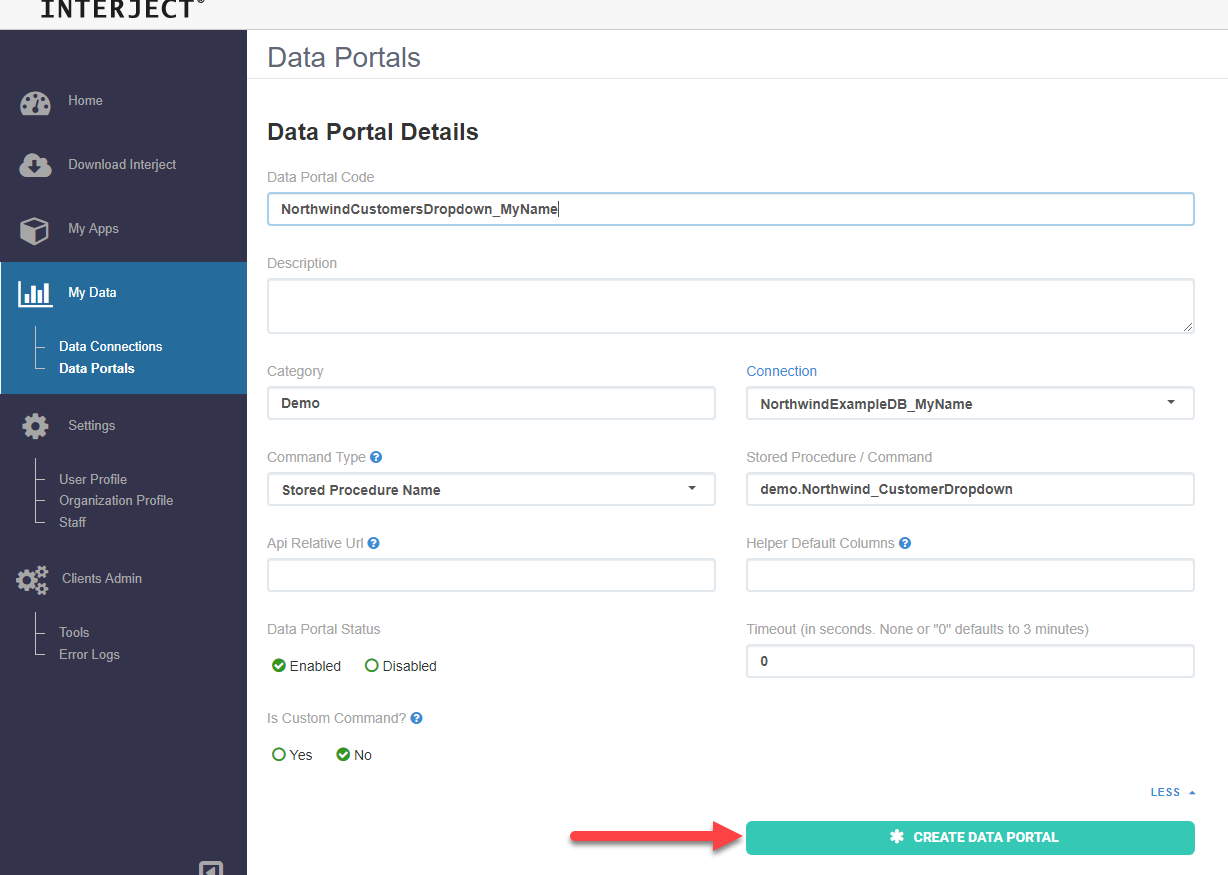 INTERJECT®
Home
Download Interject
My Apps
My Data
Data Connections
Data Portals
Settings
User Profile
Organization Profile
Staff
Clients Admin
Tools
Error Logs
Data Portals
Data Portal Details
Data Portal Code
NorthwindCustomersDropdown_MyName
Description
Category Connection
Demo NorthwindExampleDB_MyName
Command Type ? Stored Procedure / Command
Stored Procedure Name demo.Northwind_CustomerDropdown
Api Relative Url ? Helper Default Columns ?
Data Portal Status Timeout (in seconds. None or "0" defaults to 3 minutes)
Enabled Disabled 0
Is Custom Command? ?
Yes No
LESS
CREATE DATA PORTAL